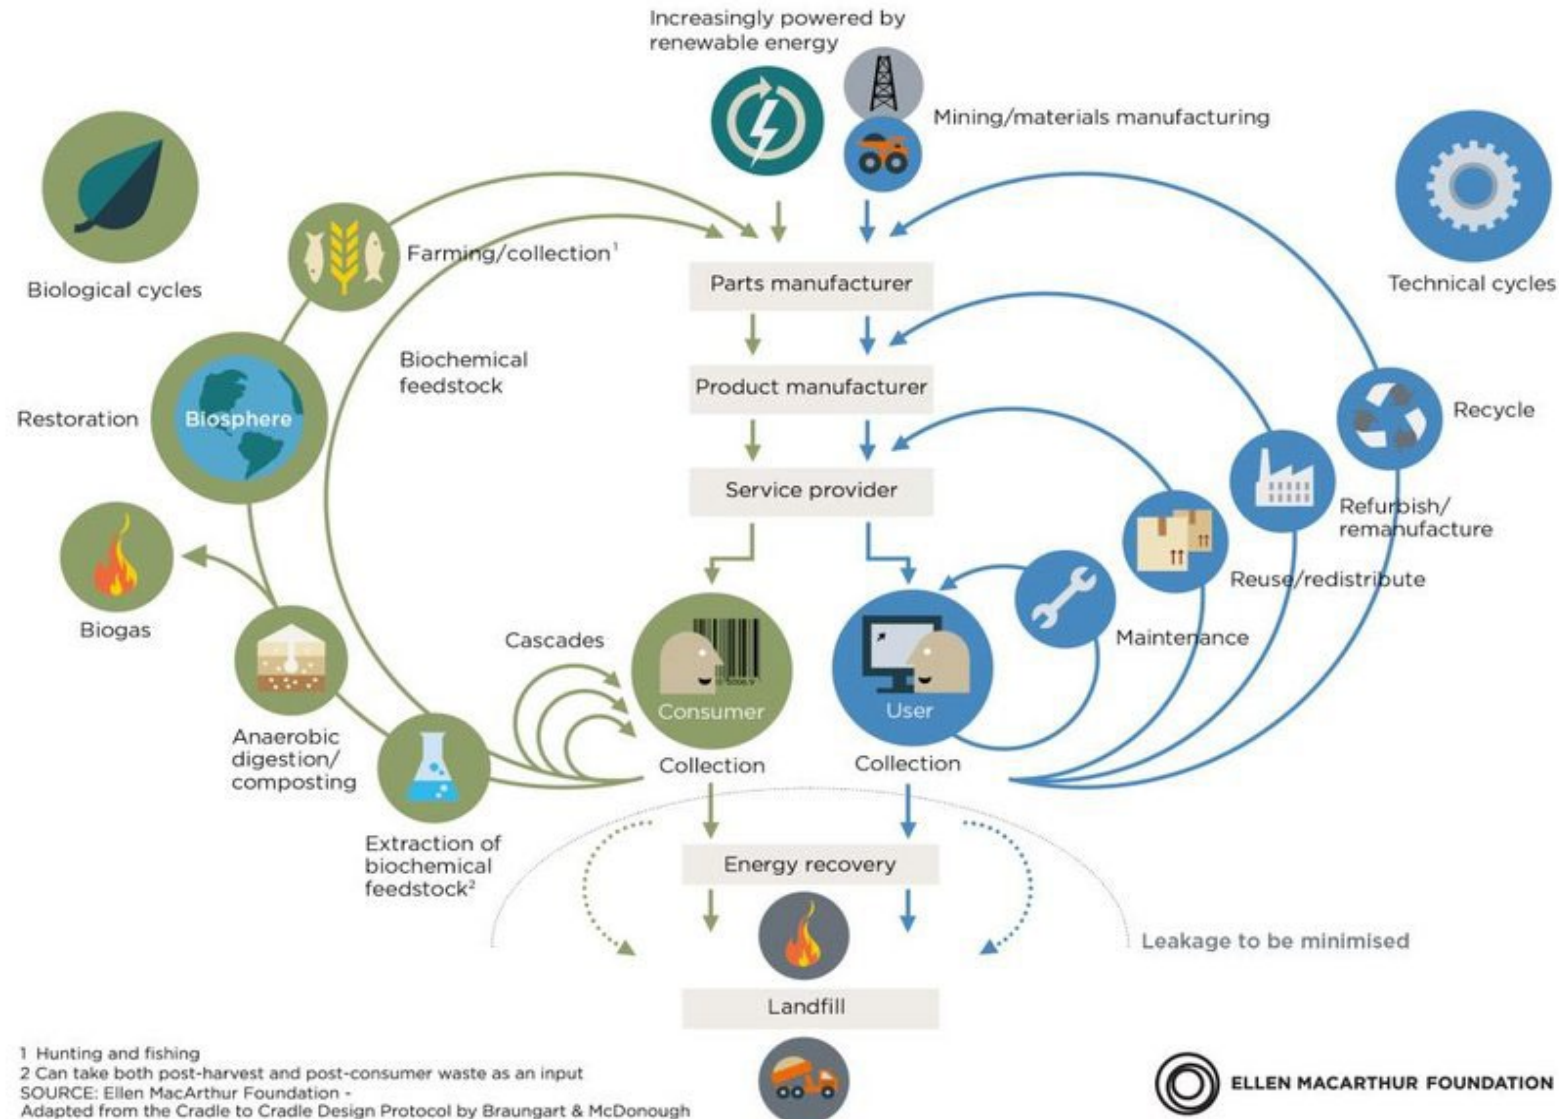 Increasingly powered by
renewable energy
Mining/materials manufacturing
Biological cycles
Farming/collection¹
Technical cycles
Parts manufacturer
Biochemical
feedstock
Product manufacturer
Restoration
Biosphere
Recycle
Service provider
Refurbish/
remanufacture
Reuse/redistribute
Biogas
Cascades
Maintenance
Consumer
User
Anaerobic
digestion/
composting
Collection
Collection
Extraction of
biochemical
feedstock²
Energy recovery
Leakage to be minimised
Landfill
1 Hunting and fishing
2 Can take both post-harvest and post-consumer waste as an input
SOURCE: Ellen MacArthur Foundation -
Adapted from the Cradle to Cradle Design Protocol by Braungart & McDonough
ELLEN MACARTHUR FOUNDATION